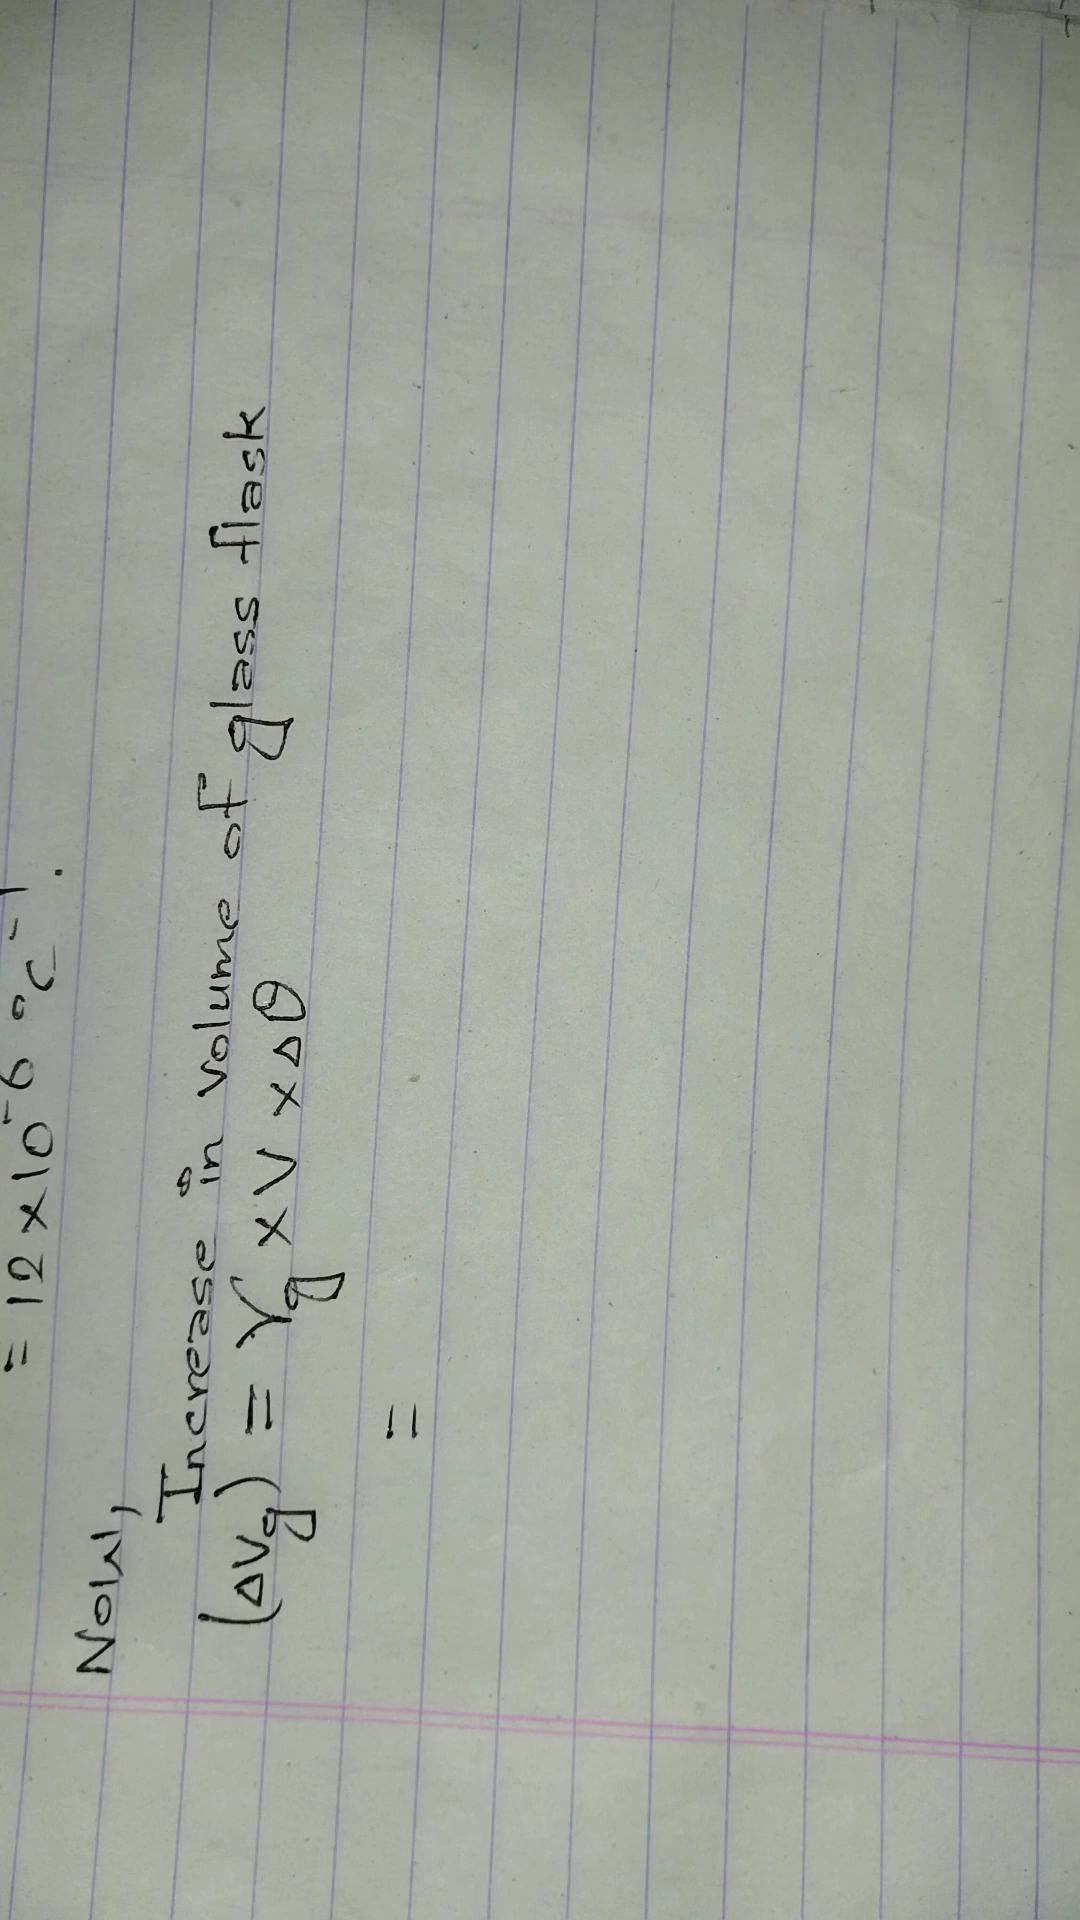 = 12 × 10⁻⁶ °C⁻¹.
Now,
Increase in volume of glass flask
(ΔVg) = γg × V × Δθ
=